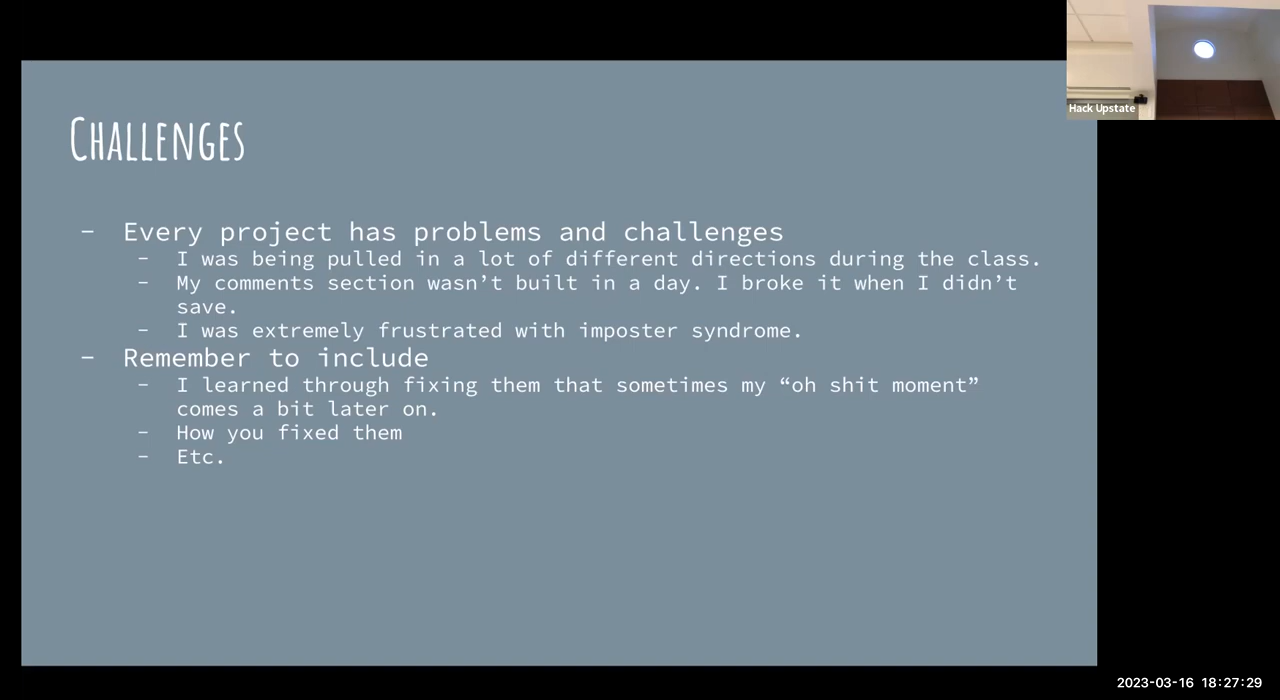 Hack Upstate
CHALLENGES
- Every project has problems and challenges
- I was being pulled in a lot of different directions during the class.
- My comments section wasn’t built in a day. I broke it when I didn’t
save.
- I was extremely frustrated with imposter syndrome.
- Remember to include
- I learned through fixing them that sometimes my “oh shit moment”
comes a bit later on.
- How you fixed them
- Etc.
2023-03-16 18:27:29